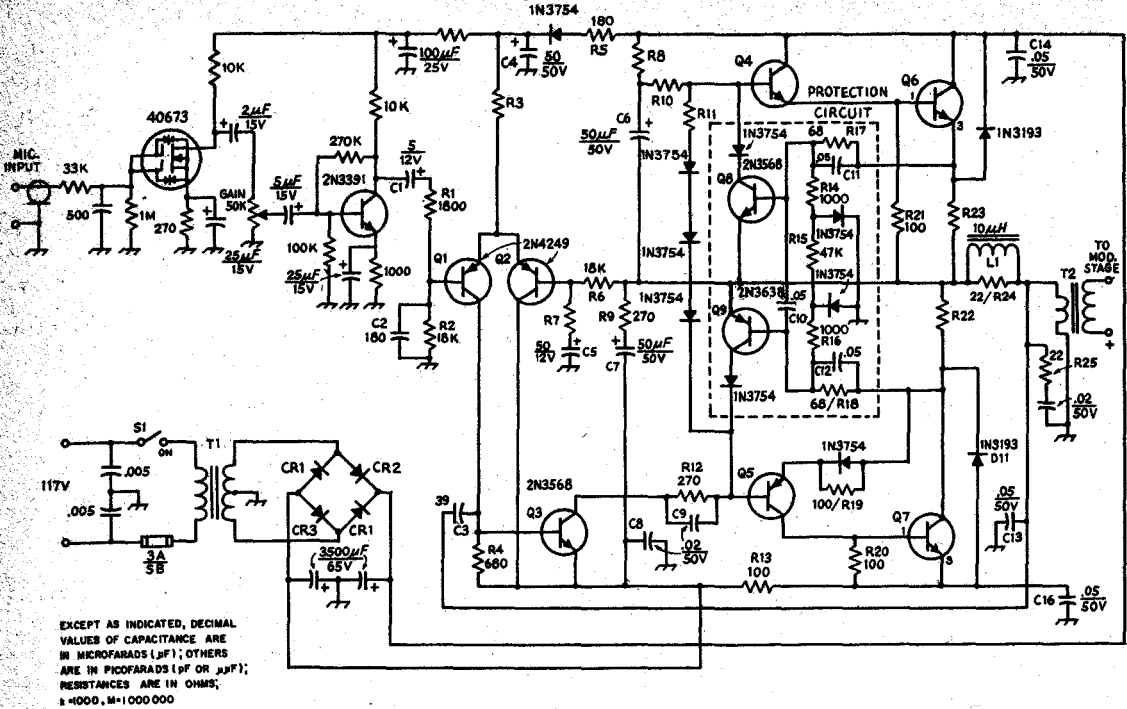 1N3754
180
R5
10K
100µF
25V
C4
50
50V
R8
R3
10K
R10
R11
Q4
Q6
1
3
C14
.05
50V
1N3193
PROTECTION
CIRCUIT
40673
2µF
15V
MIC.
INPUT
33K
500
1M
270
25µF
15V
GAIN
50K
5µF
15V
270K
2N3391
5
12V
C1
R1
1800
100K
25µF
15V
1000
C2
180
R2
18K
Q1
Q2
2N4249
C6
50µF
50V
1N3754
1N3754
1N3754
1N3754
2N3568
Q8
68
R17
.05
C11
R14
1000
1N3754
R15
47K
1N3754
R21
100
R23
10µH
L1
22/R24
T2
TO
MOD.
STAGE
+
18K
R6
R7
R9
270
50
12V
C5
50µF
50V
C7
2N3638
Q9
.05
C10
1000
R16
C12
.05
68/R18
1N3754
R22
22
R25
.02
50V
S1
ON
T1
117V
.005
.005
3A
SB
CR1
CR2
CR3
CR1
3500µF
65V
39
C3
R4
680
2N3568
Q3
R12
270
C9
.02
50V
C8
Q5
1N3754
100/R19
1N3193
D11
Q7
1
3
.05
50V
C13
R13
100
R20
100
C16
.05
50V
EXCEPT AS INDICATED, DECIMAL
VALUES OF CAPACITANCE ARE
IN MICROFARADS (µF); OTHERS
ARE IN PICOFARADS (pF OR µµF);
RESISTANCES ARE IN OHMS;
k=1000, M=1000000